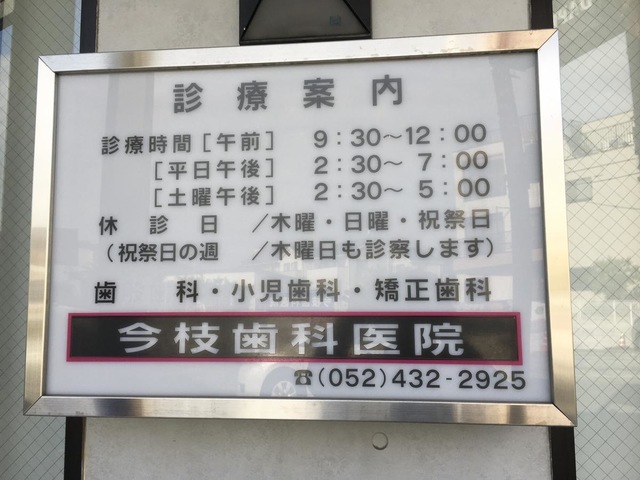 診療案内
診療時間[午前] 9:30〜12:00
[平日午後] 2:30〜 7:00
[土曜午後] 2:30〜 5:00
休診日/木曜・日曜・祝祭日
(祝祭日の週/木曜日も診察します)
歯科・小児歯科・矯正歯科
今枝歯科医院
☎(052)432-2925